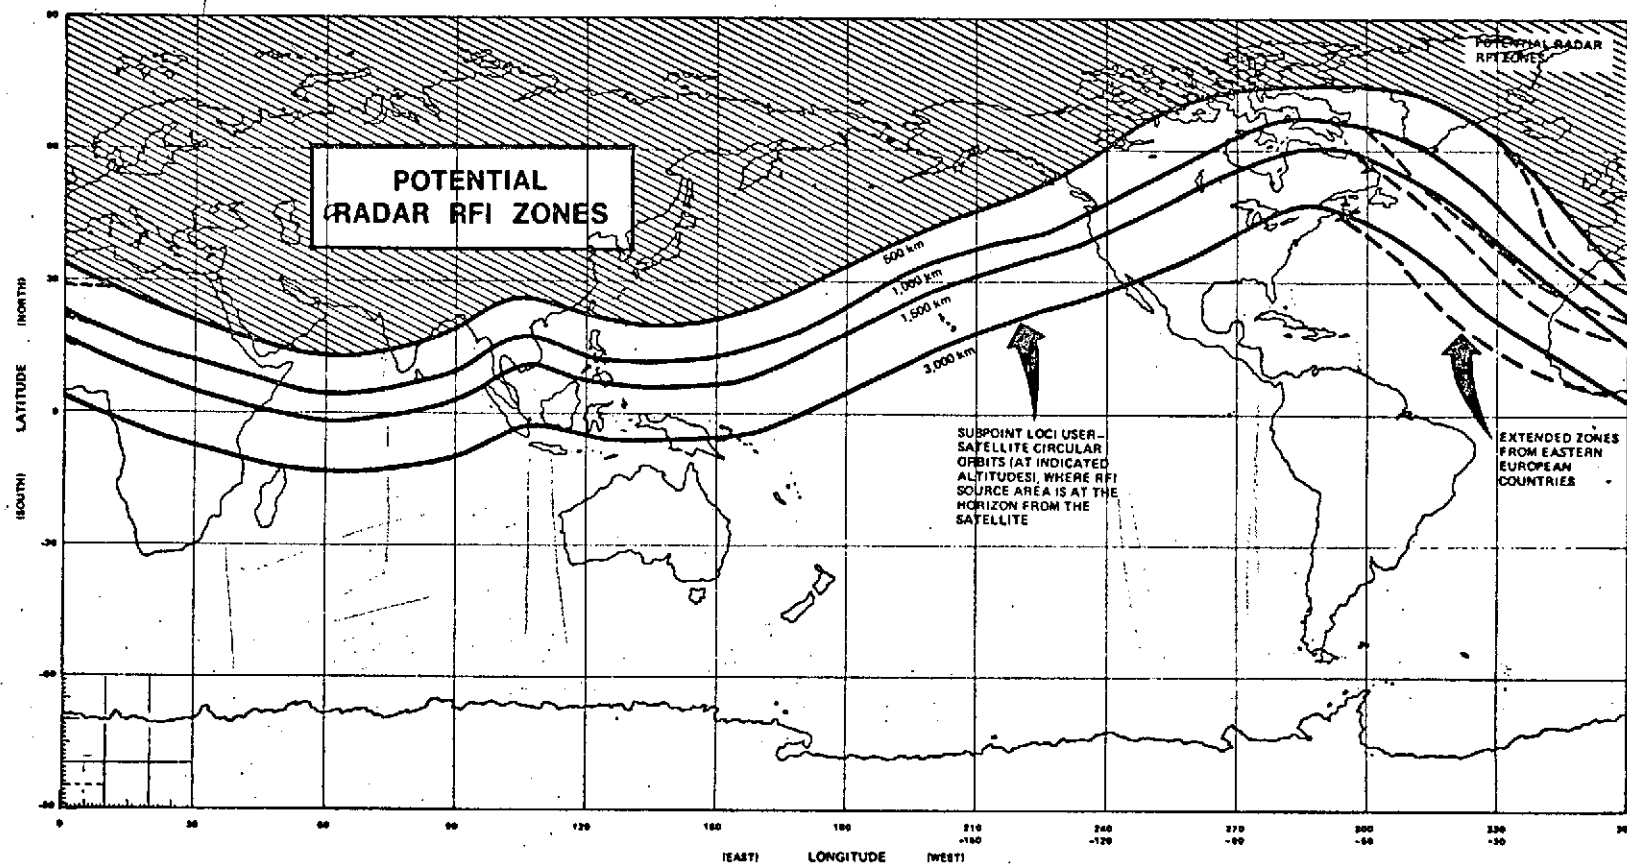 POTENTIAL RADAR
RFI ZONES
POTENTIAL
RADAR RFI ZONES
500 km
1,000 km
1,500 km
3,000 km
SUBPOINT LOCI USER-
SATELLITE CIRCULAR
ORBITS (AT INDICATED
ALTITUDES), WHERE RFI
SOURCE AREA IS AT THE
HORIZON FROM THE
SATELLITE
EXTENDED ZONES
FROM EASTERN
EUROPEAN
COUNTRIES
(NORTH)
LATITUDE
(SOUTH)
30
0
-30
0 30 60 90 120 150 180 210 240 270 300 330
-150 -120 -90 -60 -30
(EAST) LONGITUDE (WEST)